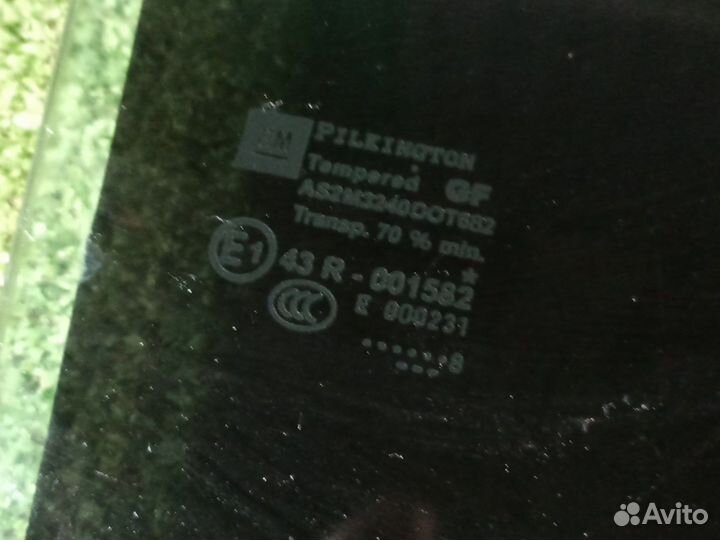 GM PILKINGTON
Tempered GF
AS2M3240DOT682
Transp. 70 % min.
E1 43 R - 001582 *
CCC E 000231
.......8
....
Avito